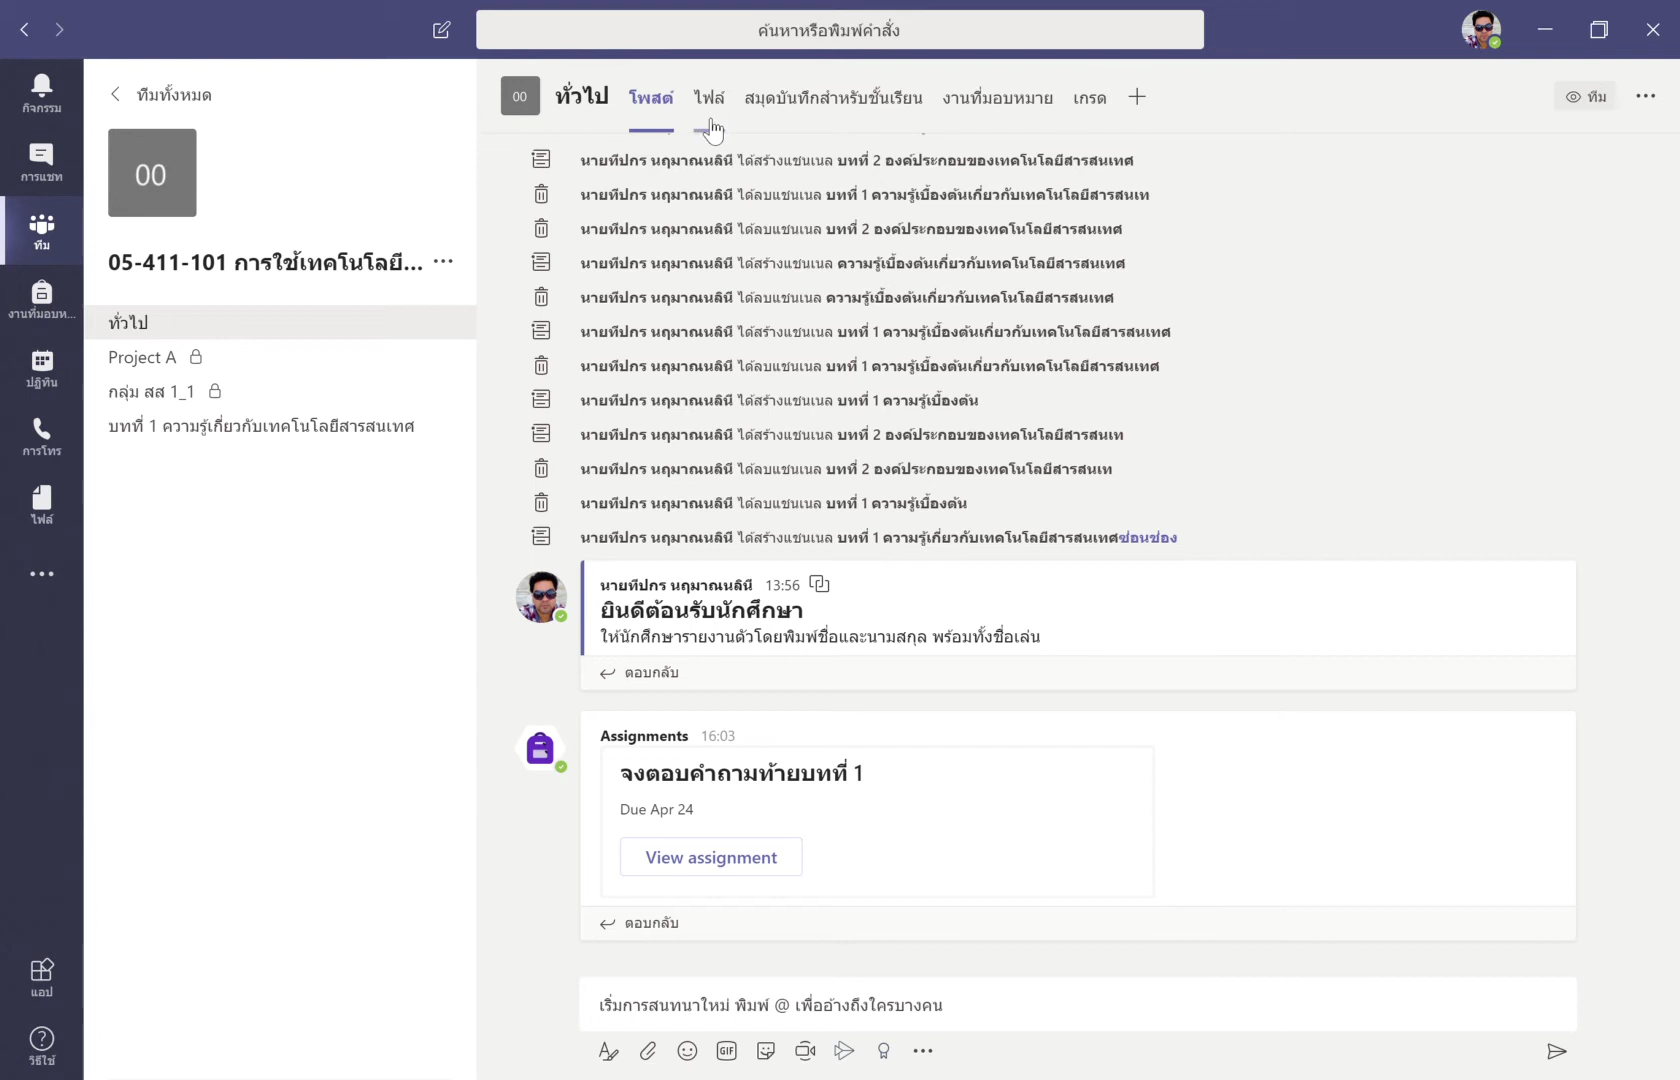 ค้นหาหรือพิมพ์คำสั่ง
กิจกรรม
การแชท
ทีม
งานที่มอบห...
ปฏิทิน
การโทร
ไฟล์
แอป
วิธีใช้
ทีมทั้งหมด
00
05-411-101 การใช้เทคโนโลยี...
ทั่วไป
Project A
กลุ่ม สส 1_1
บทที่ 1 ความรู้เกี่ยวกับเทคโนโลยีสารสนเทศ
00 ทั่วไป โพสต์ ไฟล์ สมุดบันทึกสำหรับชั้นเรียน งานที่มอบหมาย เกรด ทีม
นายทีปกร นฤมาณนลินี ได้สร้างแชนเนล บทที่ 2 องค์ประกอบของเทคโนโลยีสารสนเทศ
นายทีปกร นฤมาณนลินี ได้ลบแชนเนล บทที่ 1 ความรู้เบื้องต้นเกี่ยวกับเทคโนโลยีสารสนเท
นายทีปกร นฤมาณนลินี ได้ลบแชนเนล บทที่ 2 องค์ประกอบของเทคโนโลยีสารสนเทศ
นายทีปกร นฤมาณนลินี ได้สร้างแชนเนล ความรู้เบื้องต้นเกี่ยวกับเทคโนโลยีสารสนเทศ
นายทีปกร นฤมาณนลินี ได้ลบแชนเนล ความรู้เบื้องต้นเกี่ยวกับเทคโนโลยีสารสนเทศ
นายทีปกร นฤมาณนลินี ได้สร้างแชนเนล บทที่ 1 ความรู้เบื้องต้นเกี่ยวกับเทคโนโลยีสารสนเทศ
นายทีปกร นฤมาณนลินี ได้ลบแชนเนล บทที่ 1 ความรู้เบื้องต้นเกี่ยวกับเทคโนโลยีสารสนเทศ
นายทีปกร นฤมาณนลินี ได้สร้างแชนเนล บทที่ 1 ความรู้เบื้องต้น
นายทีปกร นฤมาณนลินี ได้สร้างแชนเนล บทที่ 2 องค์ประกอบของเทคโนโลยีสารสนเท
นายทีปกร นฤมาณนลินี ได้ลบแชนเนล บทที่ 2 องค์ประกอบของเทคโนโลยีสารสนเท
นายทีปกร นฤมาณนลินี ได้ลบแชนเนล บทที่ 1 ความรู้เบื้องต้น
นายทีปกร นฤมาณนลินี ได้สร้างแชนเนล บทที่ 1 ความรู้เกี่ยวกับเทคโนโลยีสารสนเทศซ่อนช่อง
นายทีปกร นฤมาณนลินี 13:56
ยินดีต้อนรับนักศึกษา
ให้นักศึกษารายงานตัวโดยพิมพ์ชื่อและนามสกุล พร้อมทั้งชื่อเล่น
ตอบกลับ
Assignments 16:03
จงตอบคำถามท้ายบทที่ 1
Due Apr 24
View assignment
ตอบกลับ
เริ่มการสนทนาใหม่ พิมพ์ @ เพื่ออ้างถึงใครบางคน
GIF